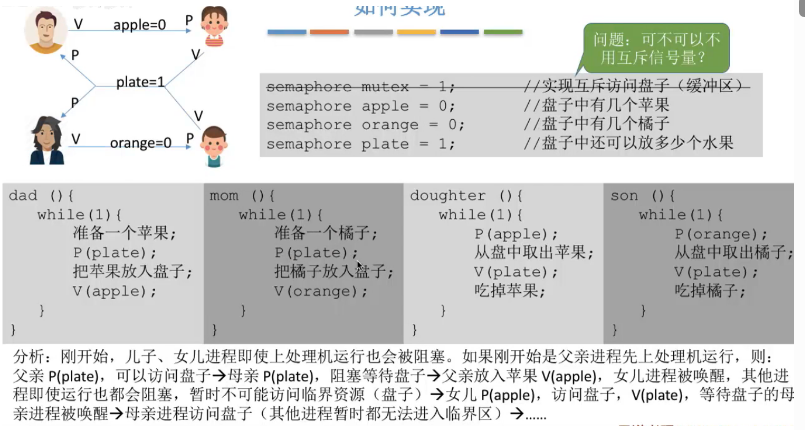 如何实现
V apple=0 P
P V
plate=1
P V
V orange=0 P
问题：可不可以不
用互斥信号量？
semaphore mutex = 1; //实现互斥访问盘子（缓冲区）
semaphore apple = 0; //盘子中有几个苹果
semaphore orange = 0; //盘子中有几个橘子
semaphore plate = 1; //盘子中还可以放多少个水果
dad (){
while(1){
准备一个苹果;
P(plate);
把苹果放入盘子;
V(apple);
}
}
mom (){
while(1){
准备一个橘子;
P(plate);
把橘子放入盘子;
V(orange);
}
}
doughter (){
while(1){
P(apple);
从盘中取出苹果;
V(plate);
吃掉苹果;
}
}
son (){
while(1){
P(orange);
从盘中取出橘子;
V(plate);
吃掉橘子;
}
}
分析：刚开始，儿子、女儿进程即使上处理机运行也会被阻塞。如果刚开始是父亲进程先上处理机运行，则：
父亲 P(plate)，可以访问盘子→母亲 P(plate)，阻塞等待盘子→父亲放入苹果 V(apple)，女儿进程被唤醒，其他进
程即使运行也都会阻塞，暂时不可能访问临界资源（盘子）→女儿 P(apple)，访问盘子，V(plate)，等待盘子的母
亲进程被唤醒→母亲进程访问盘子（其他进程暂时都无法进入临界区）→……